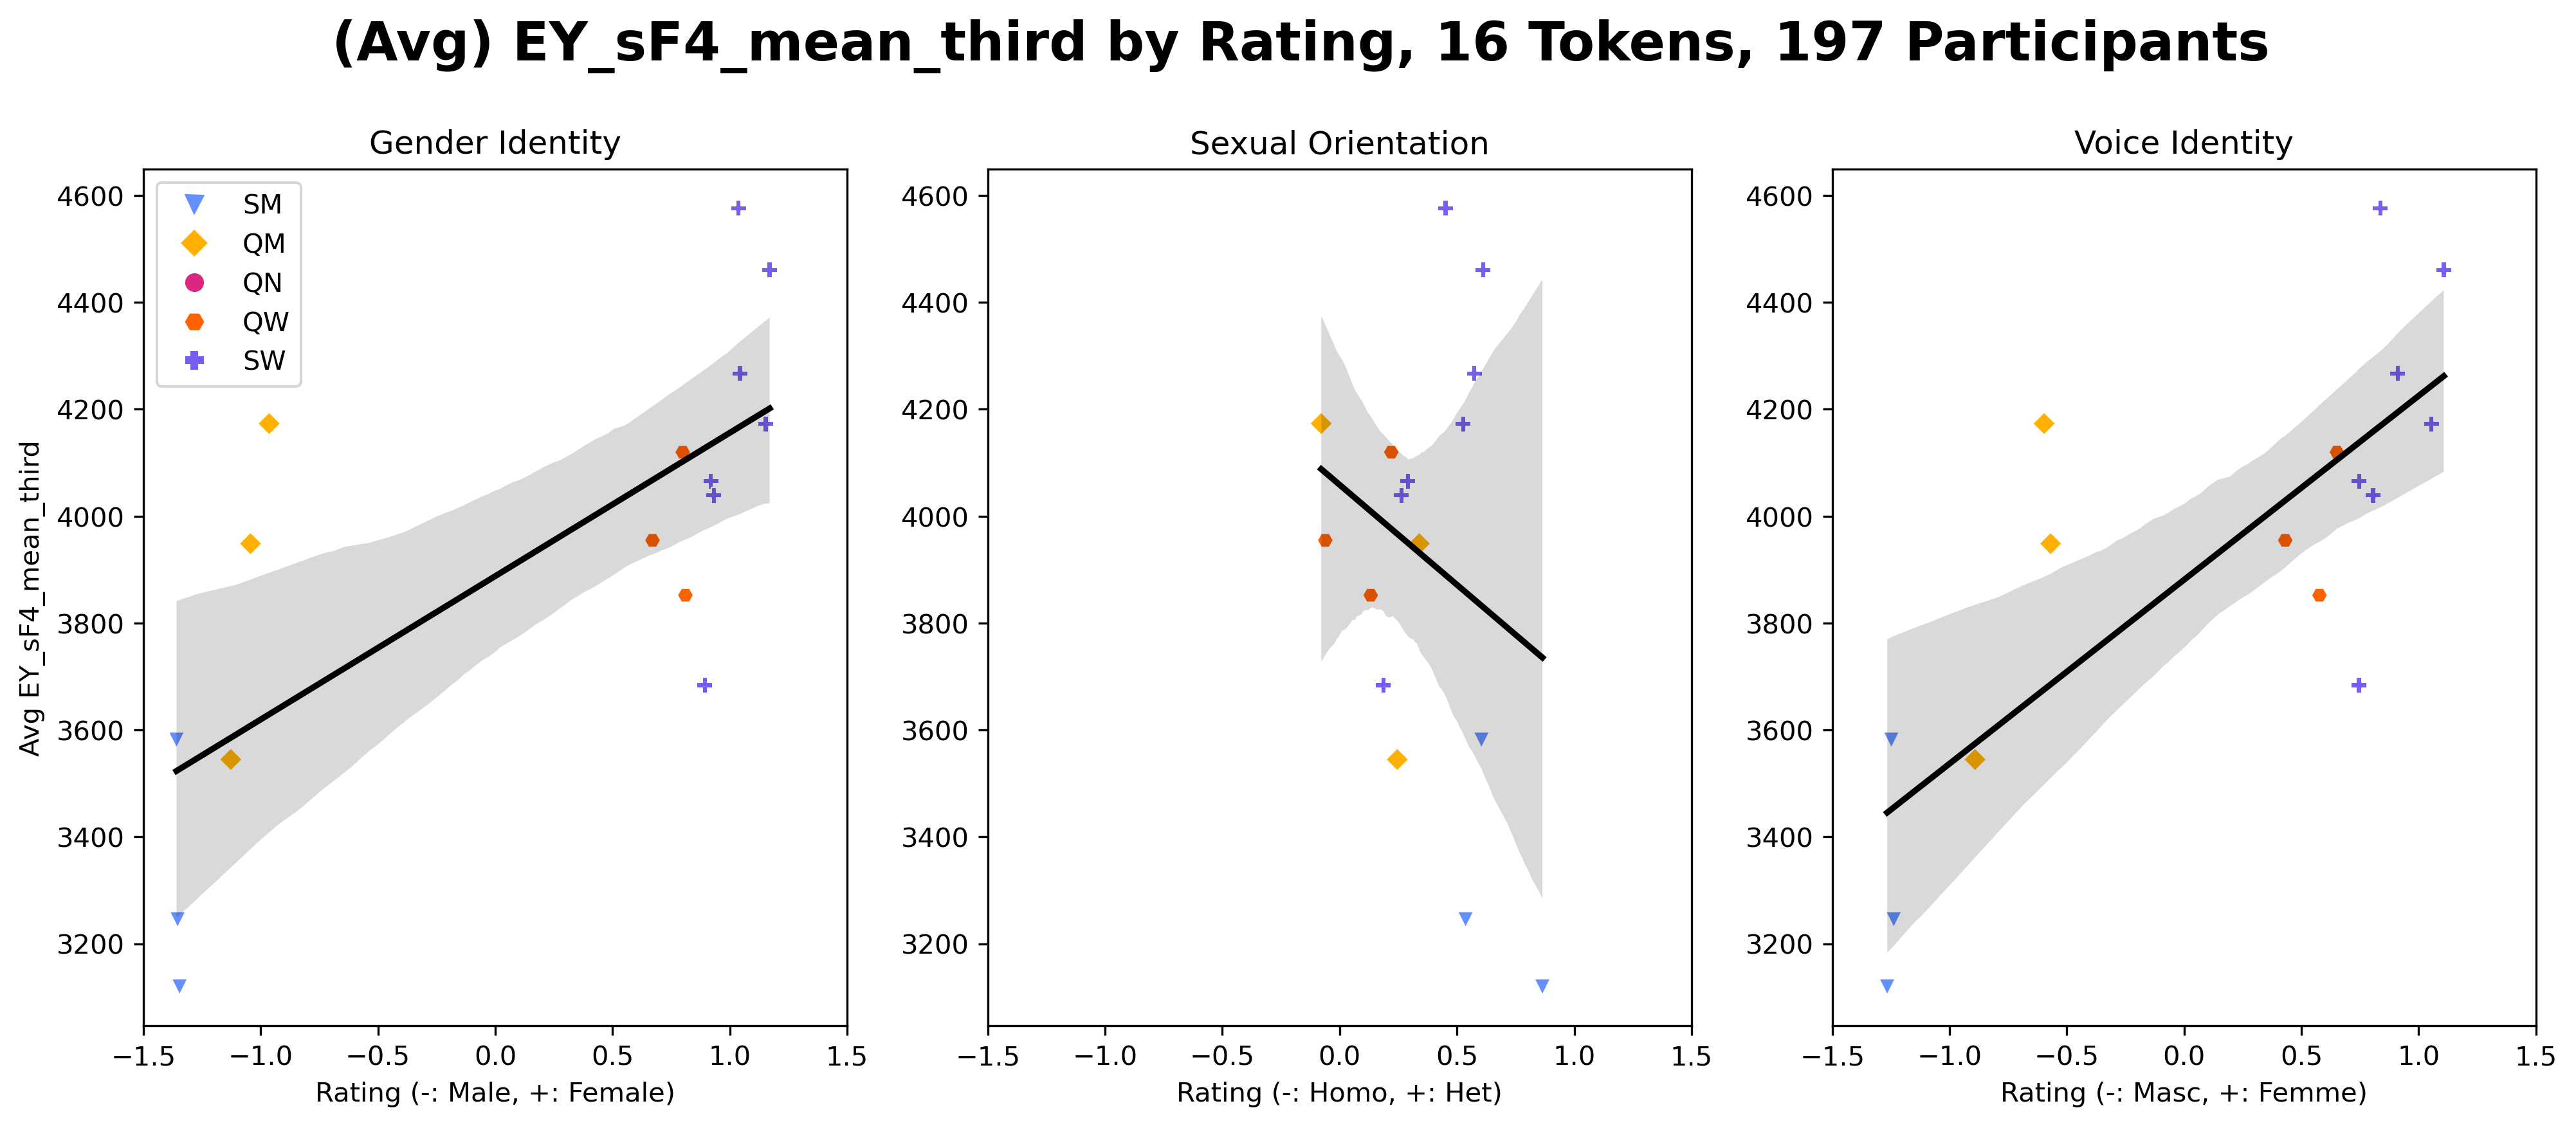 (Avg) EY_sF4_mean_third by Rating, 16 Tokens, 197 Participants
Gender Identity
Sexual Orientation
Voice Identity
Avg EY_sF4_mean_third
4600
4400
4200
4000
3800
3600
3400
3200
SM
QM
QN
QW
SW
−1.5 −1.0 −0.5 0.0 0.5 1.0 1.5
Rating (-: Male, +: Female)
4600
4400
4200
4000
3800
3600
3400
3200
−1.5 −1.0 −0.5 0.0 0.5 1.0 1.5
Rating (-: Homo, +: Het)
4600
4400
4200
4000
3800
3600
3400
3200
−1.5 −1.0 −0.5 0.0 0.5 1.0 1.5
Rating (-: Masc, +: Femme)